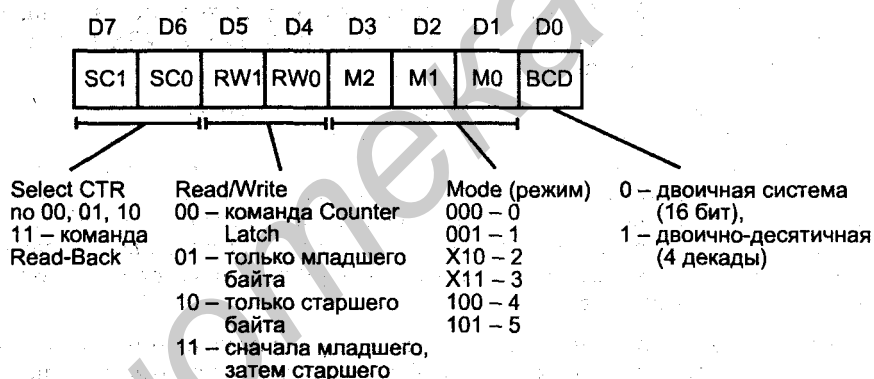 D7 D6 D5 D4 D3 D2 D1 D0
SC1 SC0 RW1 RW0 M2 M1 M0 BCD
Select CTR
no 00, 01, 10
11 – команда
Read-Back
Read/Write
00 – команда Counter
Latch
01 – только младшего
байта
10 – только старшего
байта
11 – сначала младшего,
затем старшего
Mode (режим)
000 – 0
001 – 1
X10 – 2
X11 – 3
100 – 4
101 – 5
0 – двоичная система
(16 бит),
1 – двоично-десятичная
(4 декады)